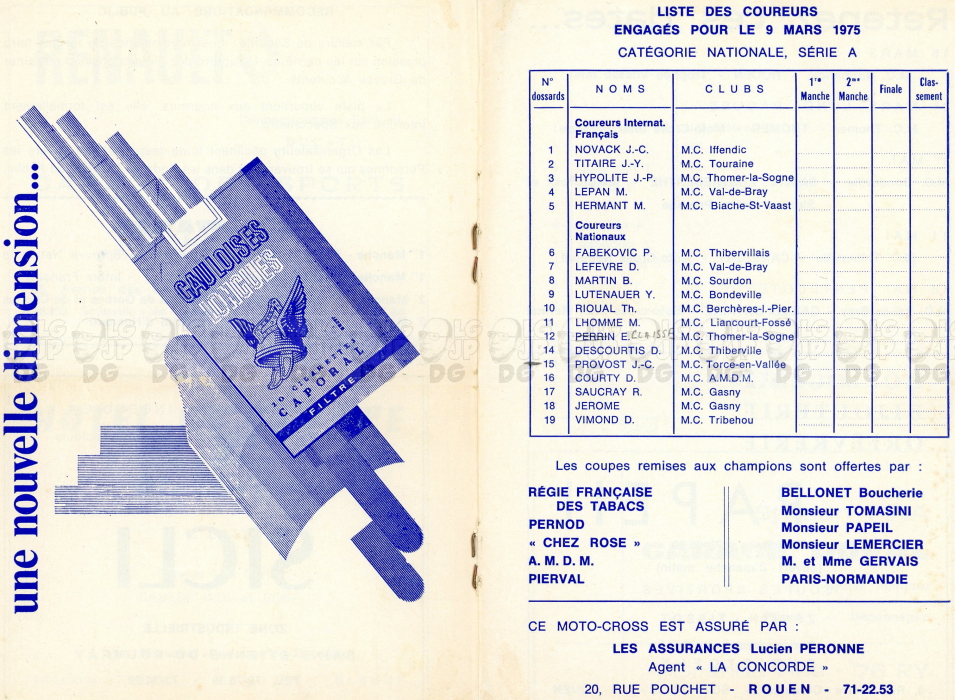 une nouvelle dimension...
GAULOISES
LONGUES
20 CIGARETTES
CAPORAL
FILTRE
LISTE DES COUREURS
ENGAGÉS POUR LE 9 MARS 1975
CATÉGORIE NATIONALE, SÉRIE A
N° dossards NOMS CLUBS 1re Manche 2me Manche Finale Clas-sement
Coureurs Internat.
Français
1 NOVACK J.-C. M.C. Iffendic
2 TITAIRE J.-Y. M.C. Touraine
3 HYPOLITE J.-P. M.C. Thomer-la-Sogne
4 LEPAN M. M.C. Val-de-Bray
5 HERMANT M. M.C. Biache-St-Vaast
Coureurs
Nationaux
6 FABEKOVIC P. M.C. Thibervillais
7 LEFEVRE D. M.C. Val-de-Bray
8 MARTIN B. M.C. Sourdon
9 LUTENAUER Y. M.C. Bondeville
10 RIOUAL Th. M.C. Berchères-l.-Pier.
11 LHOMME M. M.C. Liancourt-Fossé
12 PERRIN E. M.C. Thomer-la-Sogne
14 DESCOURTIS D. M.C. Thiberville
15 PROVOST J.-C. M.C. Torcé-en-Vallée
16 COURTY D. M.C. A.M.D.M.
17 SAUCRAY R. M.C. Gasny
18 JEROME M.C. Gasny
19 VIMOND D. M.C. Tribehou
Les coupes remises aux champions sont offertes par :
RÉGIE FRANÇAISE
DES TABACS
PERNOD
« CHEZ ROSE »
A. M. D. M.
PIERVAL
BELLONET Boucherie
Monsieur TOMASINI
Monsieur PAPEIL
Monsieur LEMERCIER
M. et Mme GERVAIS
PARIS-NORMANDIE
CE MOTO-CROSS EST ASSURÉ PAR :
LES ASSURANCES Lucien PERONNE
Agent « LA CONCORDE »
20, RUE POUCHET - ROUEN - 71-22.53